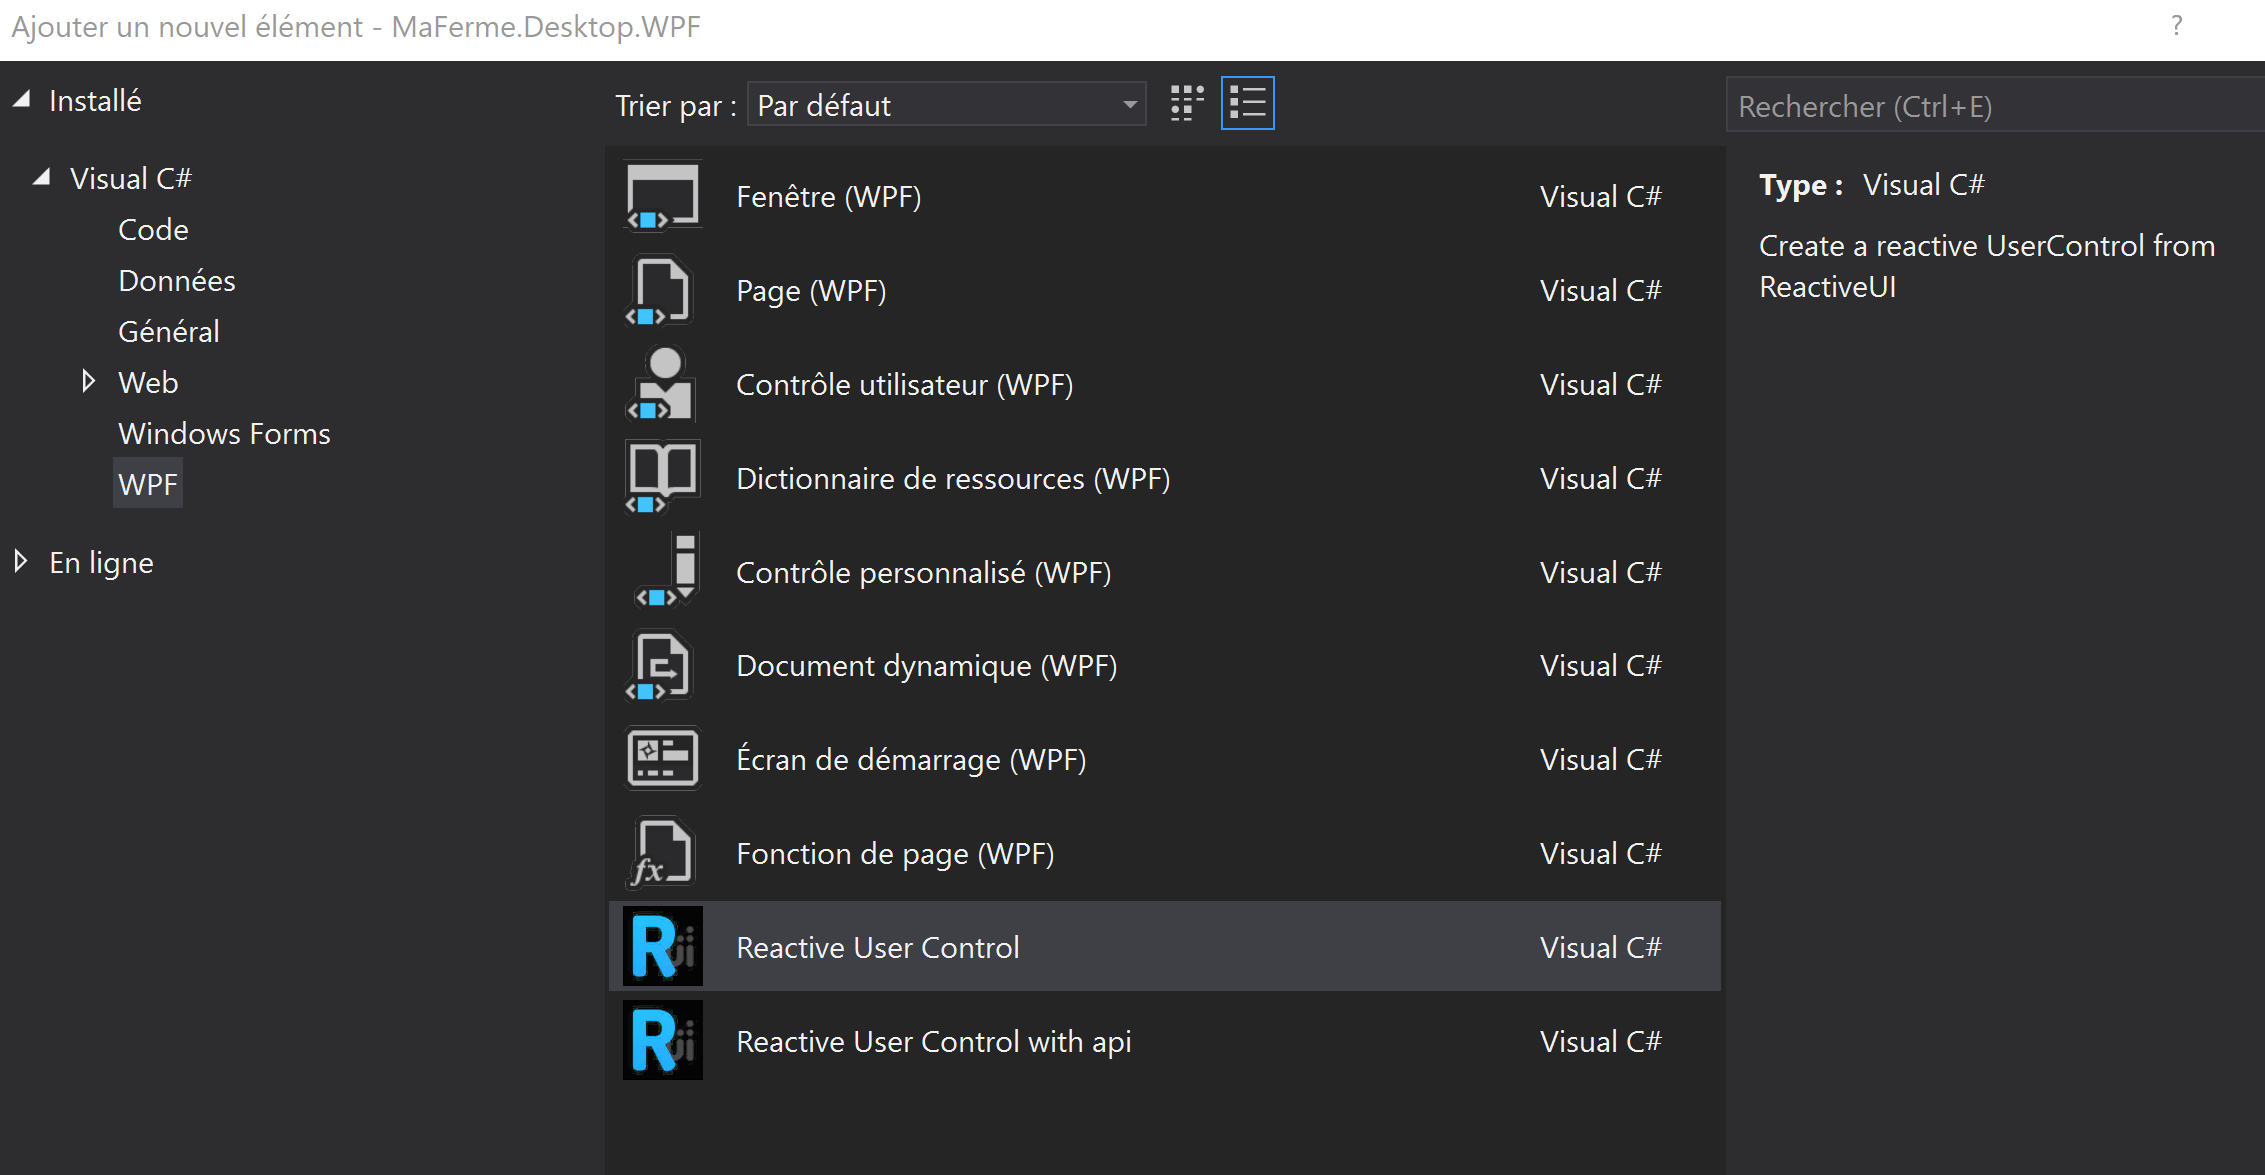 Ajouter un nouvel élément - MaFerme.Desktop.WPF
?
Installé
Visual C#
Code
Données
Général
Web
Windows Forms
WPF
En ligne
Trier par : Par défaut
Fenêtre (WPF) Visual C#
Page (WPF) Visual C#
Contrôle utilisateur (WPF) Visual C#
Dictionnaire de ressources (WPF) Visual C#
Contrôle personnalisé (WPF) Visual C#
Document dynamique (WPF) Visual C#
Écran de démarrage (WPF) Visual C#
fx Fonction de page (WPF) Visual C#
Rui Reactive User Control Visual C#
Rui Reactive User Control with api Visual C#
Rechercher (Ctrl+E)
Type : Visual C#
Create a reactive UserControl from
ReactiveUI